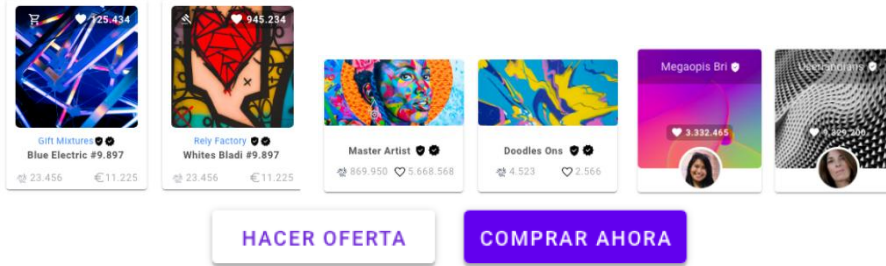 125.434
Gift Mixtures
Blue Electric #9.897
23.456 €11.225
945.234
Rely Factory
Whites Bladi #9.897
23.456 €11.225
Master Artist
869.950 5.668.568
Doodles Ons
4.523 2.566
Megaopis Bri
3.332.465
HACER OFERTA
COMPRAR AHORA